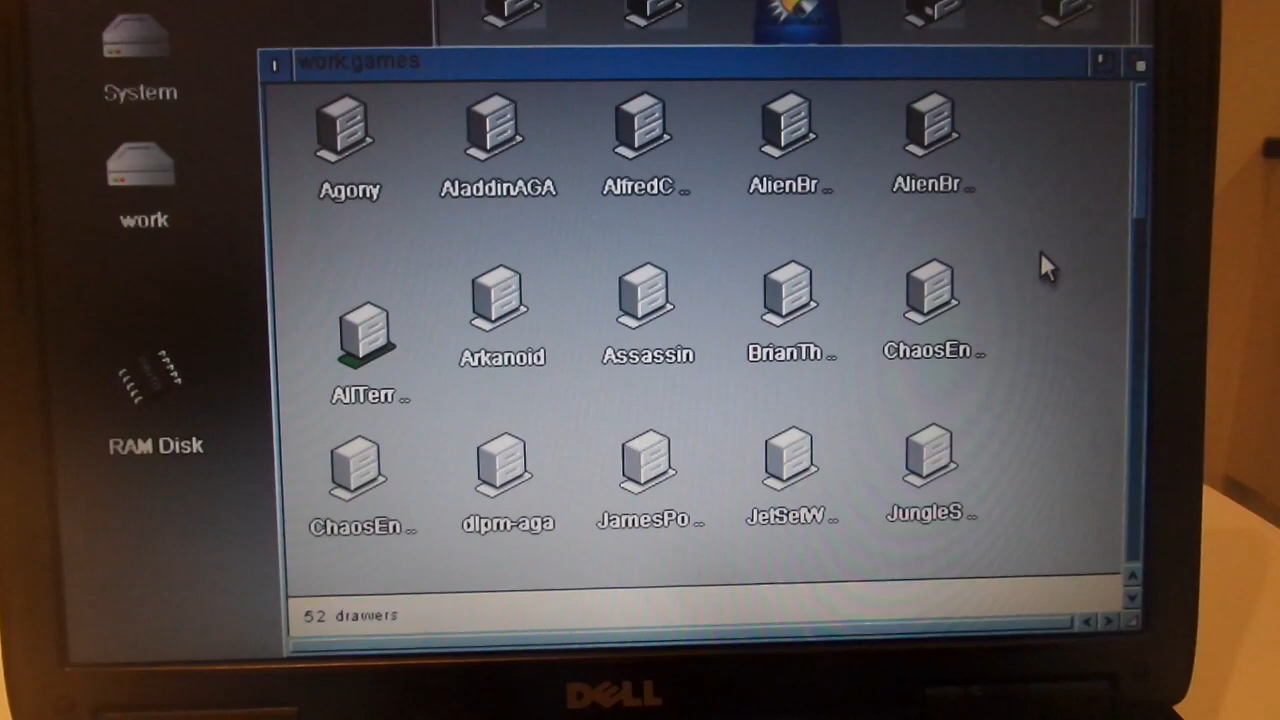 System
work.games
Agony
AladdinAGA
AlfredC ..
AlienBr ..
AlienBr ..
work
Arkanoid
Assassin
BrianTh ..
ChaosEn ..
AllTerr ..
RAM Disk
ChaosEn ..
dlpm-aga
JamesPo ..
JetSetW ..
JungleS ..
52 drawers
DELL